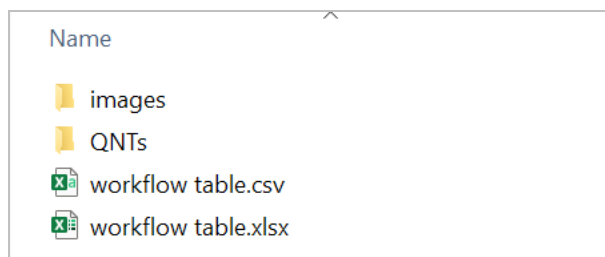 Name
images
QNTs
workflow table.csv
workflow table.xlsx